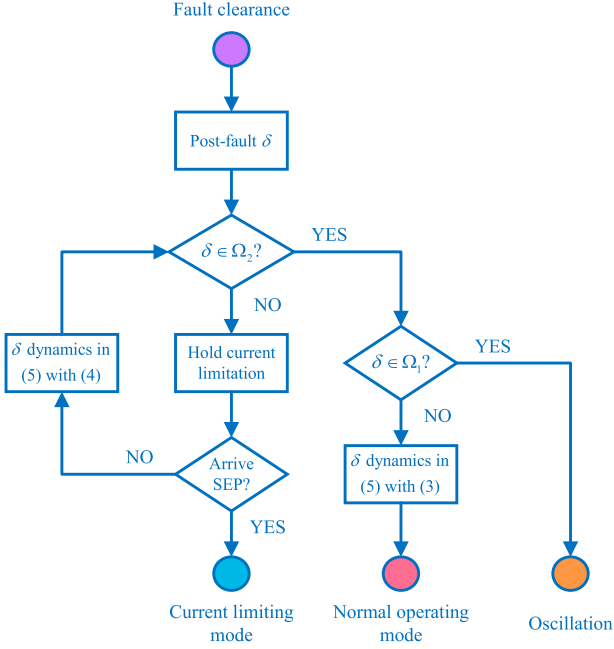 Fault clearance
Post-fault δ
δ ∈ Ω₂?
YES
NO
δ dynamics in
(5) with (4)
Hold current
limitation
δ ∈ Ω₁?
YES
NO
Arrive
SEP?
NO
YES
δ dynamics in
(5) with (3)
Current limiting
mode
Normal operating
mode
Oscillation